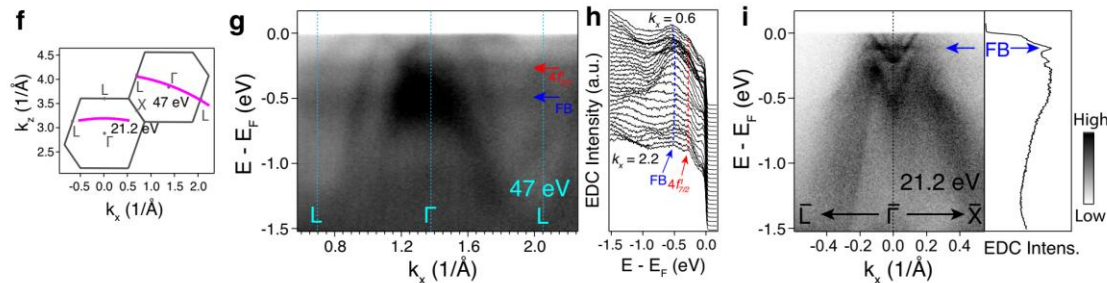 f
4.5
4.0
3.5
3.0
2.5
k_z (1/Å)
L
Γ
X
47 eV
L
L
21.2 eV
L
Γ
-0.5 0.0 0.5 1.0 1.5 2.0
k_x (1/Å)
g
0.0
-0.5
-1.0
-1.5
E - E_F (eV)
4f¹_7/2
FB
47 eV
L Γ L
0.8 1.2 1.6 2.0
k_x (1/Å)
h
k_x = 0.6
EDC Intensity (a.u.)
k_x = 2.2
FB
4f¹_7/2
-1.5 -1.0 -0.5 0.0
E - E_F (eV)
i
0.0
-0.5
-1.0
-1.5
E - E_F (eV)
FB
21.2 eV
L̅ Γ̅ X̅
-0.4 -0.2 0.0 0.2 0.4
k_x (1/Å)
EDC Intens.
High
Low